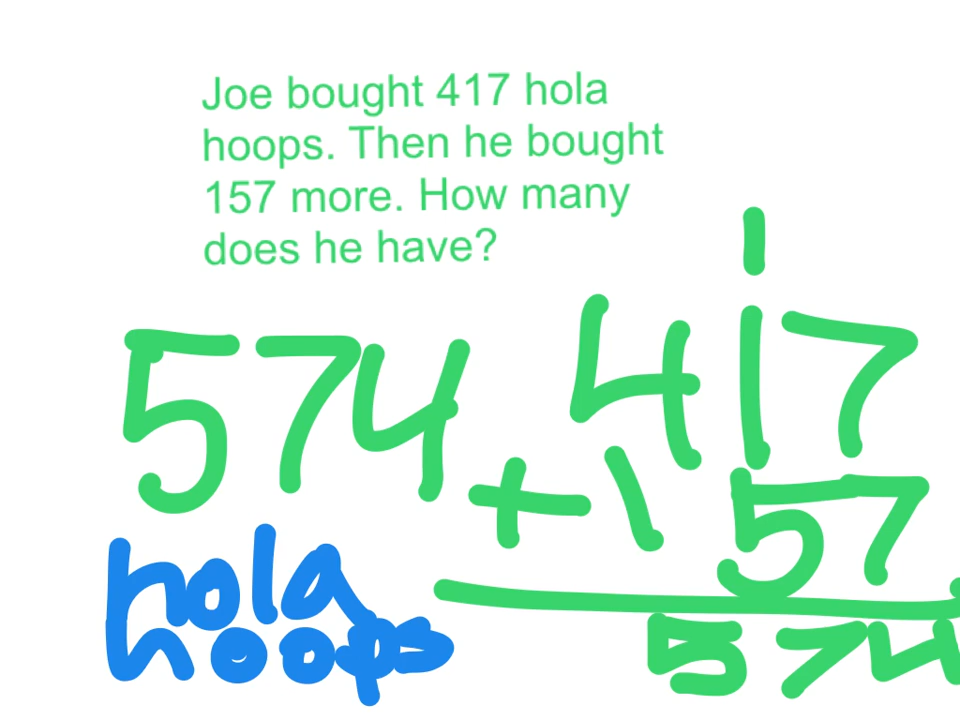 Joe bought 417 hola
hoops. Then he bought
157 more. How many
does he have?
1
417
+157
574
574
hola
hoops